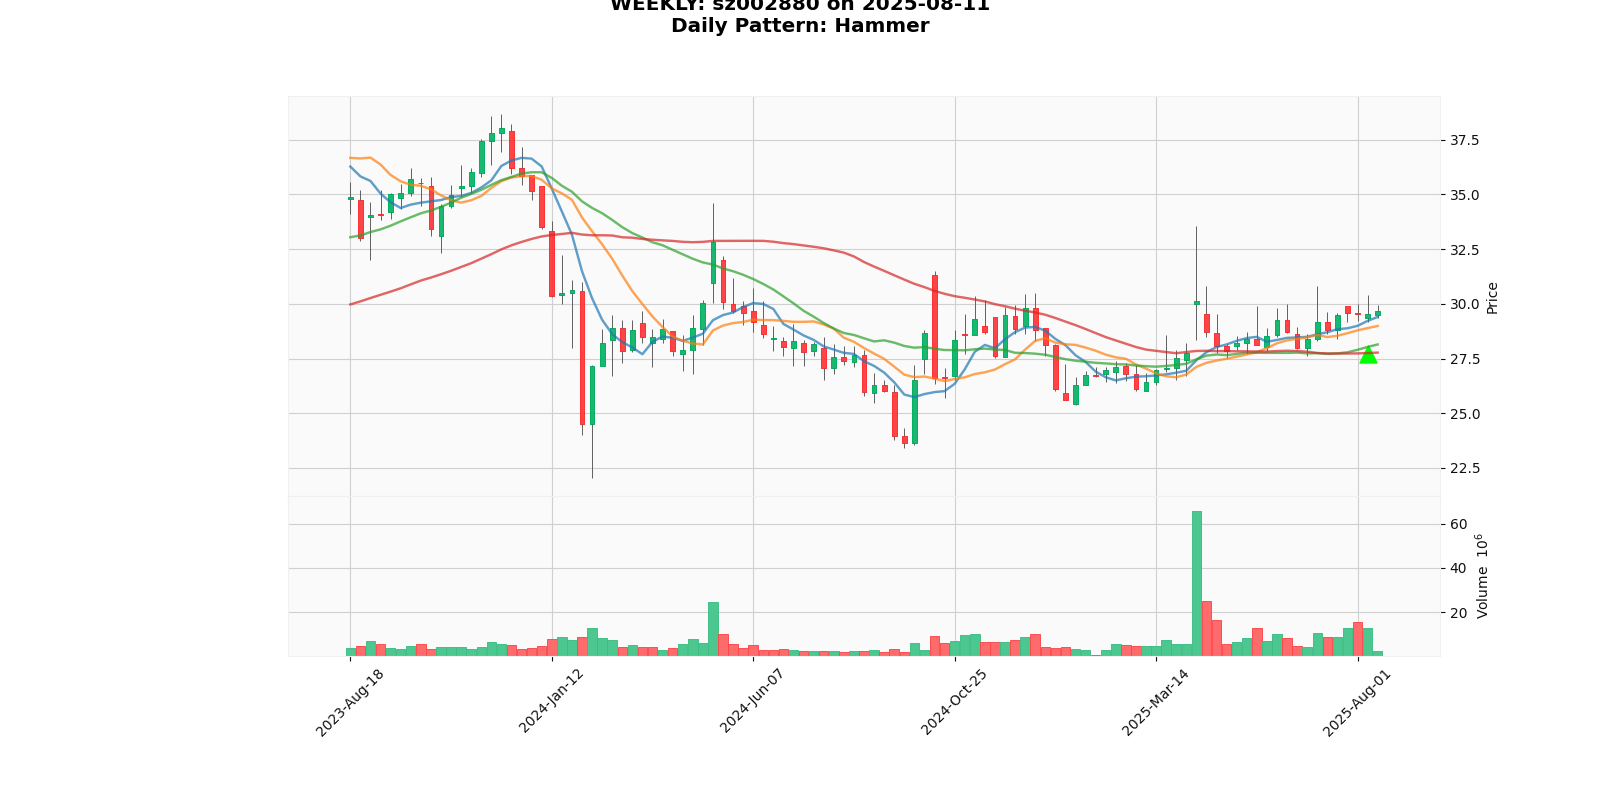 WEEKLY: sz002880 on 2025-08-11
Daily Pattern: Hammer
37.5
35.0
32.5
30.0
27.5
25.0
22.5
Price
60
40
20
Volume 10⁶
2023-Aug-18
2024-Jan-12
2024-Jun-07
2024-Oct-25
2025-Mar-14
2025-Aug-01